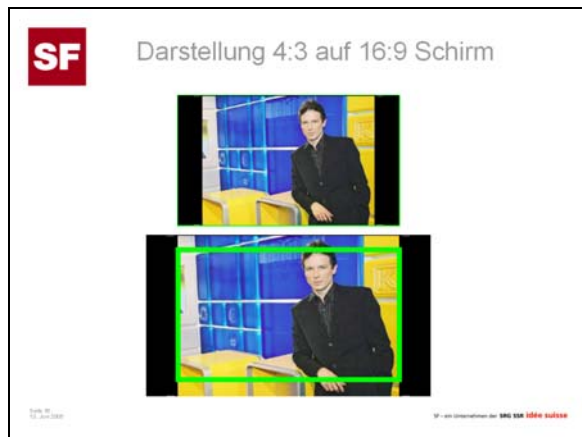 SF
Darstellung 4:3 auf 16:9 Schirm
SF – ein Unternehmen der SRG SSR idée suisse